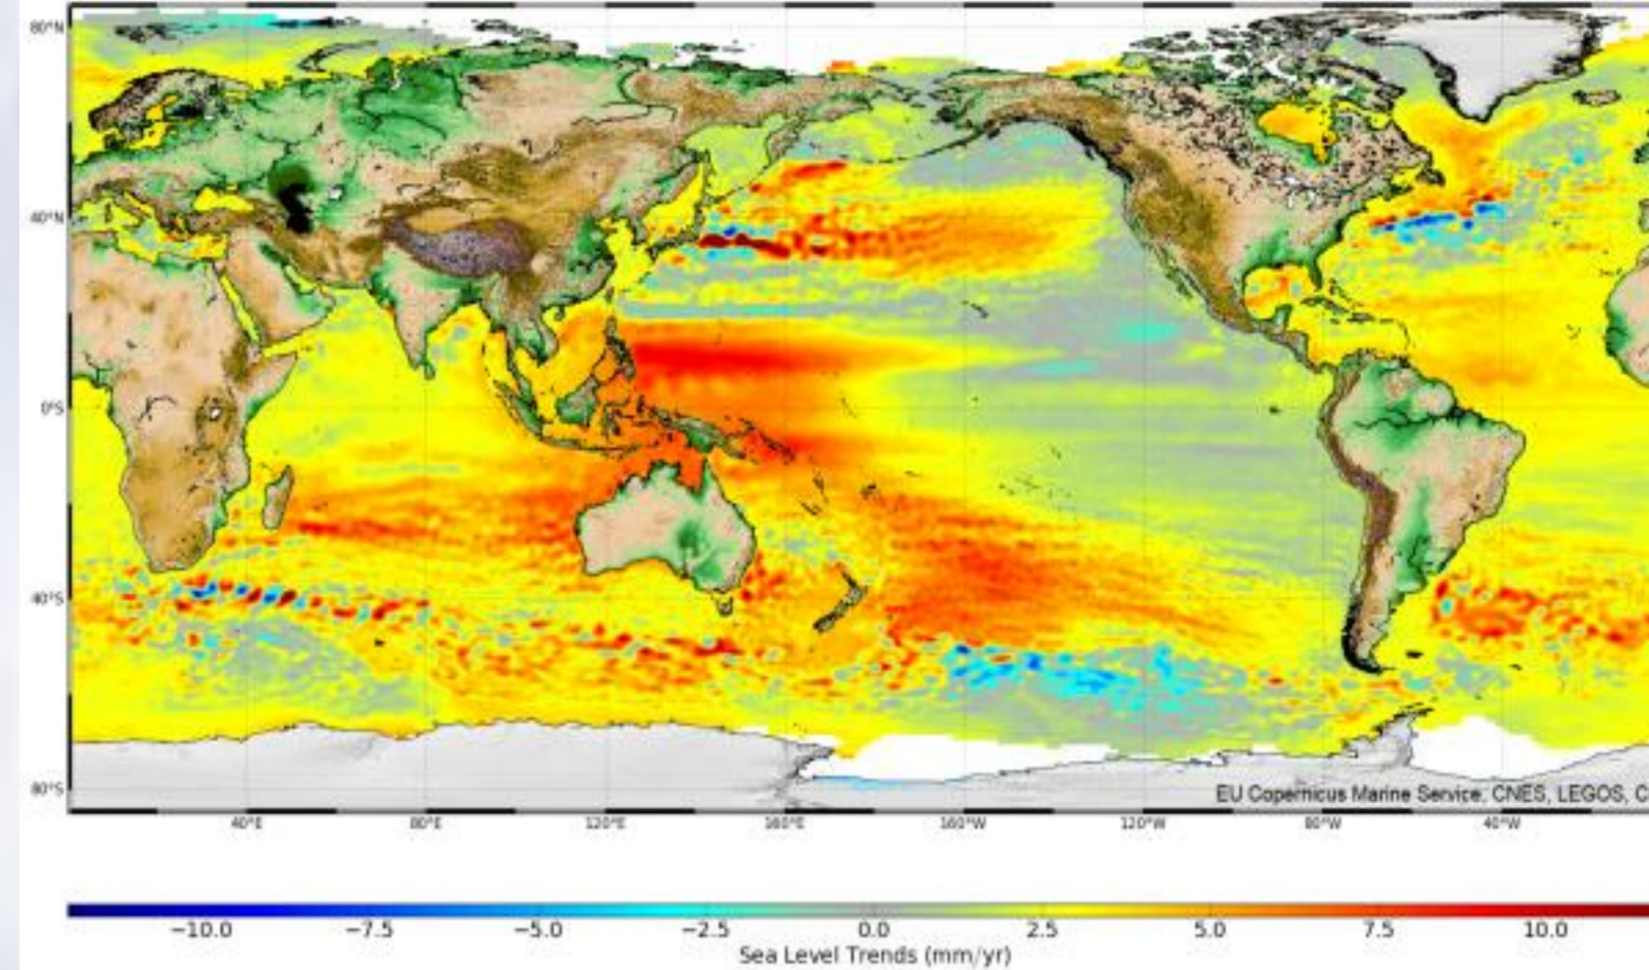 80°N
40°N
0°S
40°S
80°S
EU Copernicus Marine Service, CNES, LEGOS, C
40°E 80°E 120°E 160°E 160°W 120°W 80°W 40°W
−10.0 −7.5 −5.0 −2.5 0.0 2.5 5.0 7.5 10.0
Sea Level Trends (mm/yr)